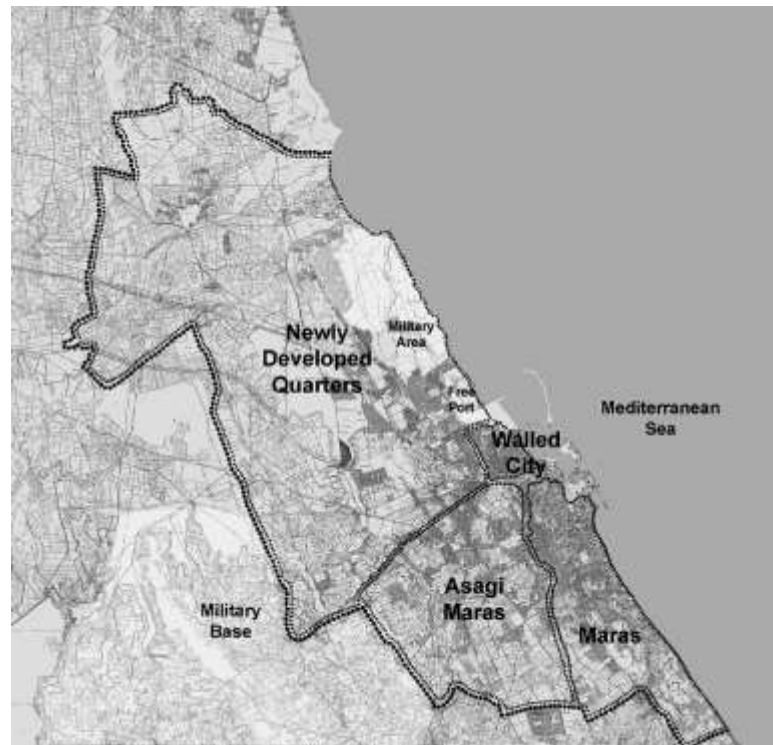 Newly
Developed
Quarters
Military
Area
Free
Port
Walled
City
Mediterranean
Sea
Asagi
Maras
Maras
Military
Base